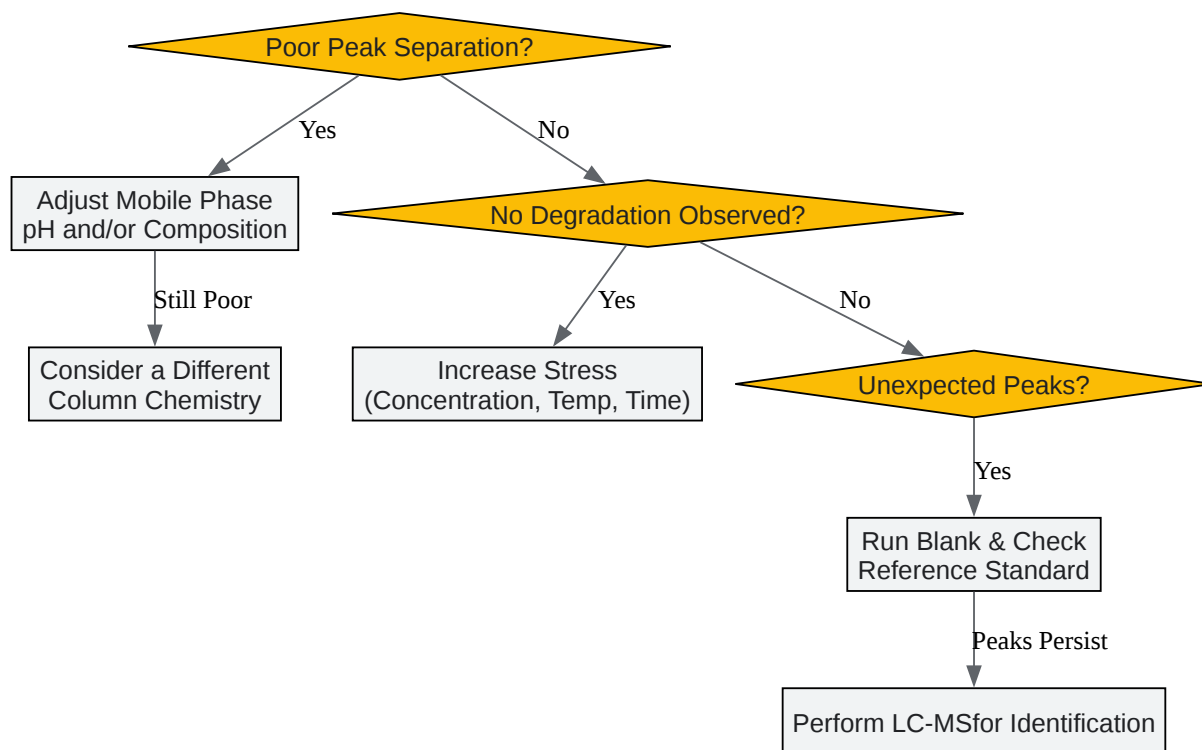 Poor Peak Separation?
Yes
No
Adjust Mobile Phase
pH and/or Composition
No Degradation Observed?
Still Poor
Yes
No
Consider a Different
Column Chemistry
Increase Stress
(Concentration, Temp, Time)
Unexpected Peaks?
Yes
Run Blank & Check
Reference Standard
Peaks Persist
Perform LC-MSfor Identification